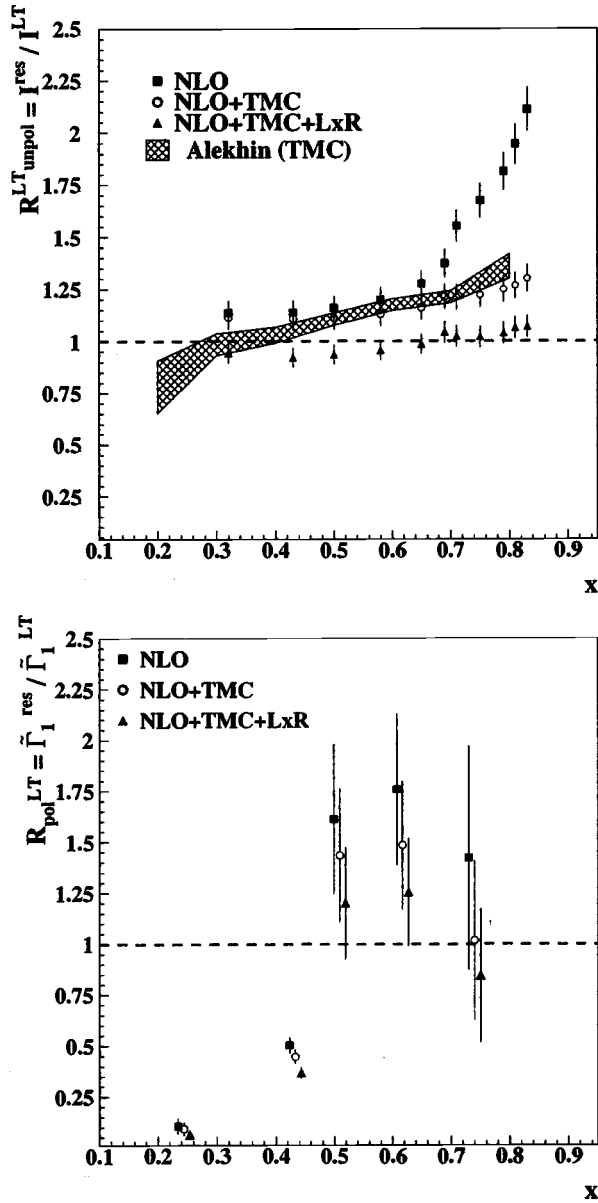 R^LT_unpol = I^res / I^LT
2.5
2.25
2
1.75
1.5
1.25
1
0.75
0.5
0.25
NLO
NLO+TMC
NLO+TMC+LxR
Alekhin (TMC)
0.1 0.2 0.3 0.4 0.5 0.6 0.7 0.8 0.9
x
R_pol^LT = Γ̃_1^res / Γ̃_1^LT
2.5
2.25
2
1.75
1.5
1.25
1
0.75
0.5
0.25
NLO
NLO+TMC
NLO+TMC+LxR
0.1 0.2 0.3 0.4 0.5 0.6 0.7 0.8 0.9
x